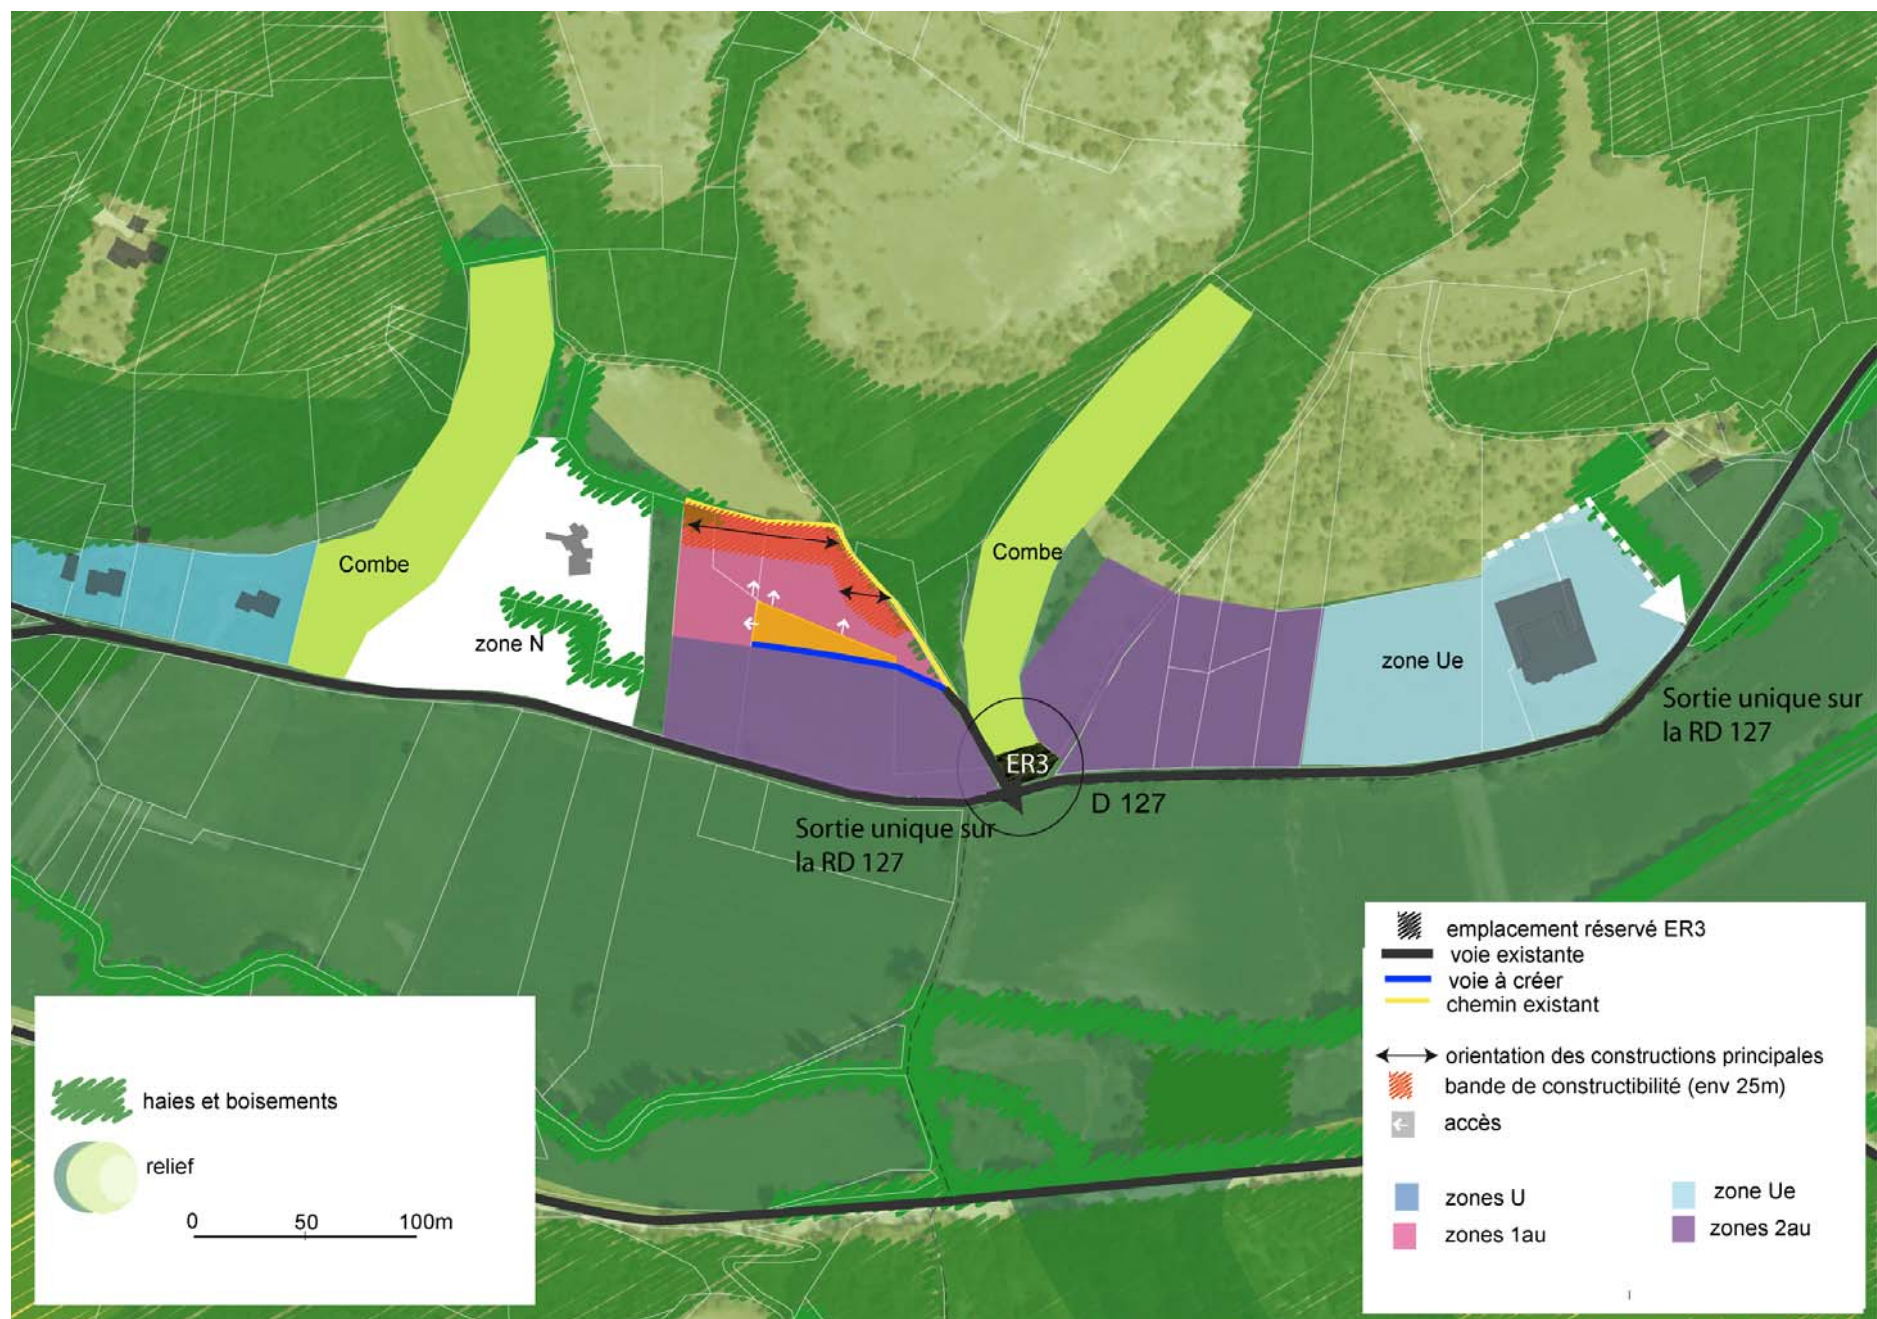 Combe
zone N
Combe
zone Ue
Sortie unique sur
la RD 127
ER3
D 127
Sortie unique sur
la RD 127
haies et boisements
relief
0 50 100m
emplacement réservé ER3
voie existante
voie à créer
chemin existant
orientation des constructions principales
bande de constructibilité (env 25m)
accès
zones U
zone Ue
zones 1au
zones 2au